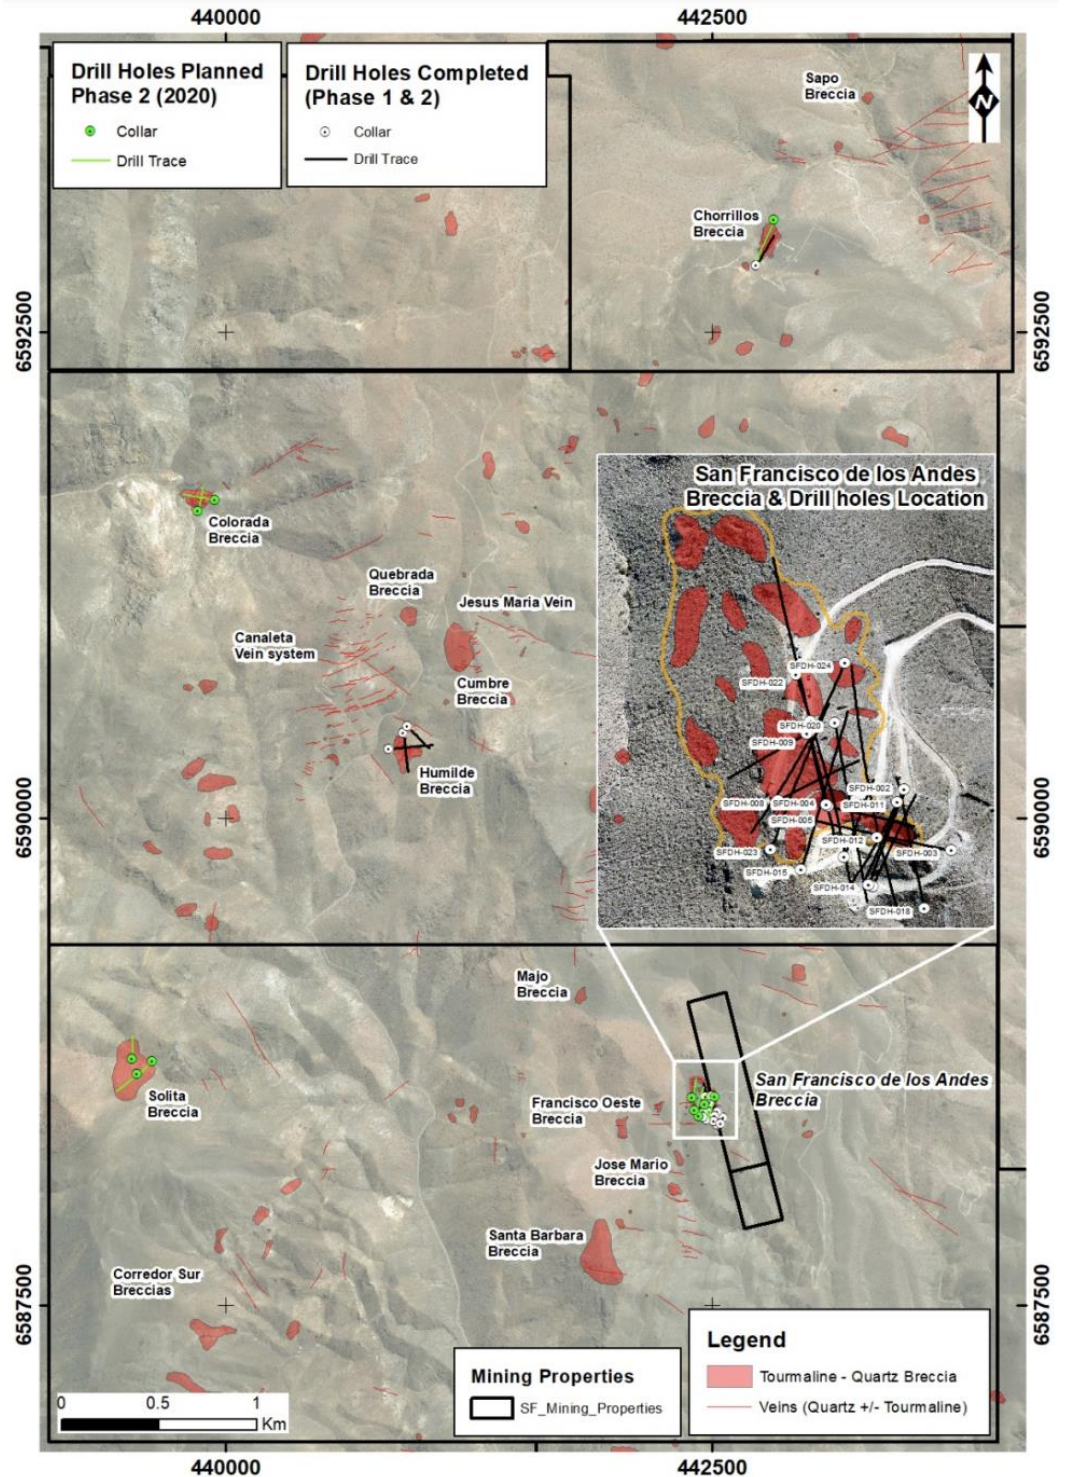 440000
442500
Drill Holes Planned
Phase 2 (2020)
Collar
Drill Trace
Drill Holes Completed
(Phase 1 & 2)
Collar
Drill Trace
N
Sapo
Breccia
Chorrillos
Breccia
6592500
6592500
San Francisco de los Andes
Breccia & Drill holes Location
Colorada
Breccia
Quebrada
Breccia
Jesus Maria Vein
Canaleta
Vein system
Cumbre
Breccia
Humilde
Breccia
SFDH-024
SFDH-022
SFDH-020
SFDH-009
SFDH-002
SFDH-008
SFDH-004
SFDH-011
SFDH-005
SFDH-012
SFDH-023
SFDH-003
SFDH-015
SFDH-014
SFDH-018
6590000
6590000
Majo
Breccia
Solita
Breccia
Francisco Oeste
Breccia
San Francisco de los Andes
Breccia
Jose Mario
Breccia
Santa Barbara
Breccia
Corredor Sur
Breccias
6587500
6587500
Mining Properties
SF_Mining_Properties
Legend
Tourmaline - Quartz Breccia
Veins (Quartz +/- Tourmaline)
0 0.5 1
Km
440000
442500